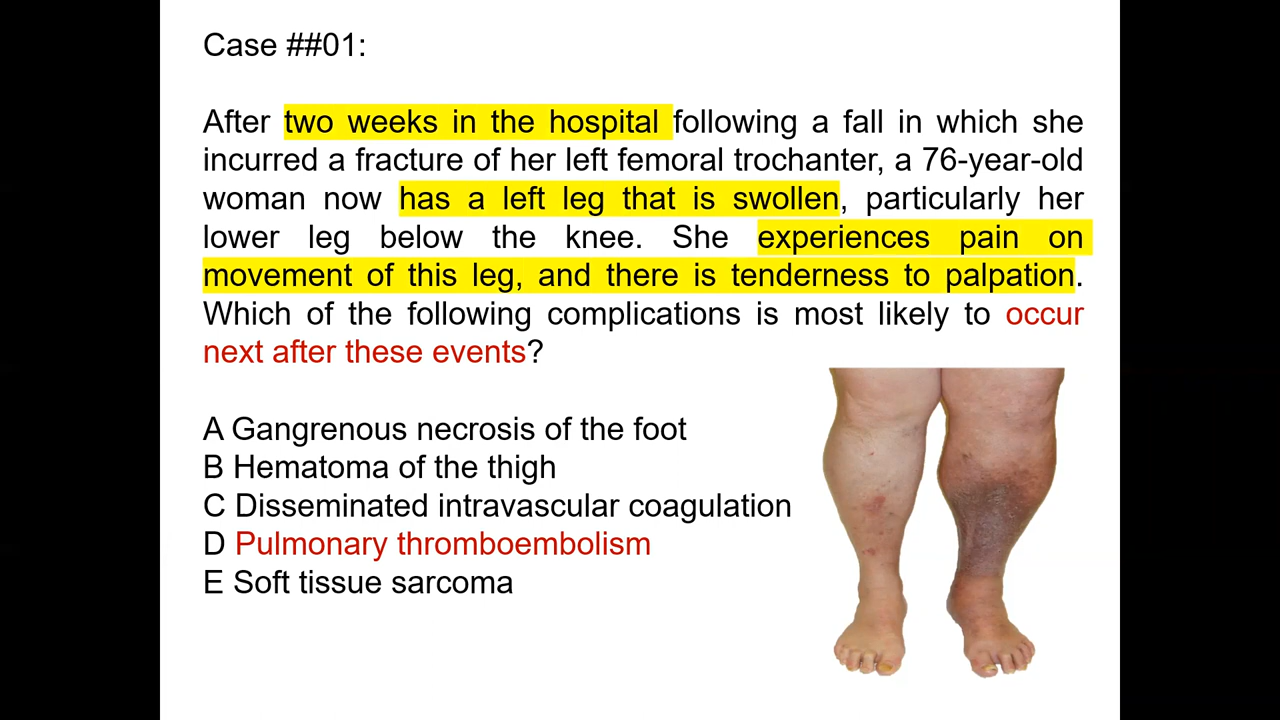 Case ##01:
After two weeks in the hospital following a fall in which she
incurred a fracture of her left femoral trochanter, a 76-year-old
woman now has a left leg that is swollen, particularly her
lower leg below the knee. She experiences pain on
movement of this leg, and there is tenderness to palpation.
Which of the following complications is most likely to occur
next after these events?
A Gangrenous necrosis of the foot
B Hematoma of the thigh
C Disseminated intravascular coagulation
D Pulmonary thromboembolism
E Soft tissue sarcoma